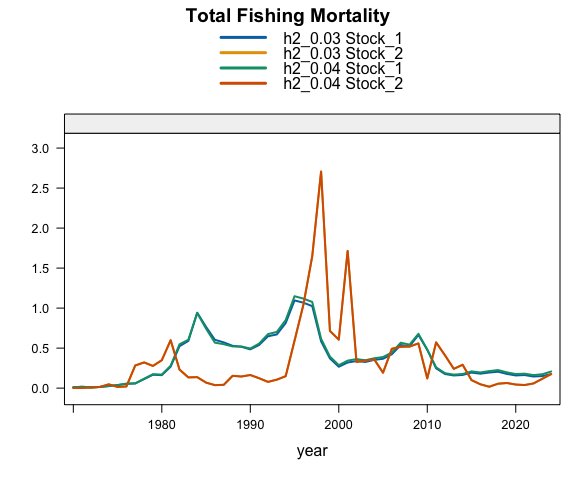 Total Fishing Mortality
h2_0.03 Stock_1
h2_0.03 Stock_2
h2_0.04 Stock_1
h2_0.04 Stock_2
3.0
2.5
2.0
1.5
1.0
0.5
0.0
1980 1990 2000 2010 2020
year